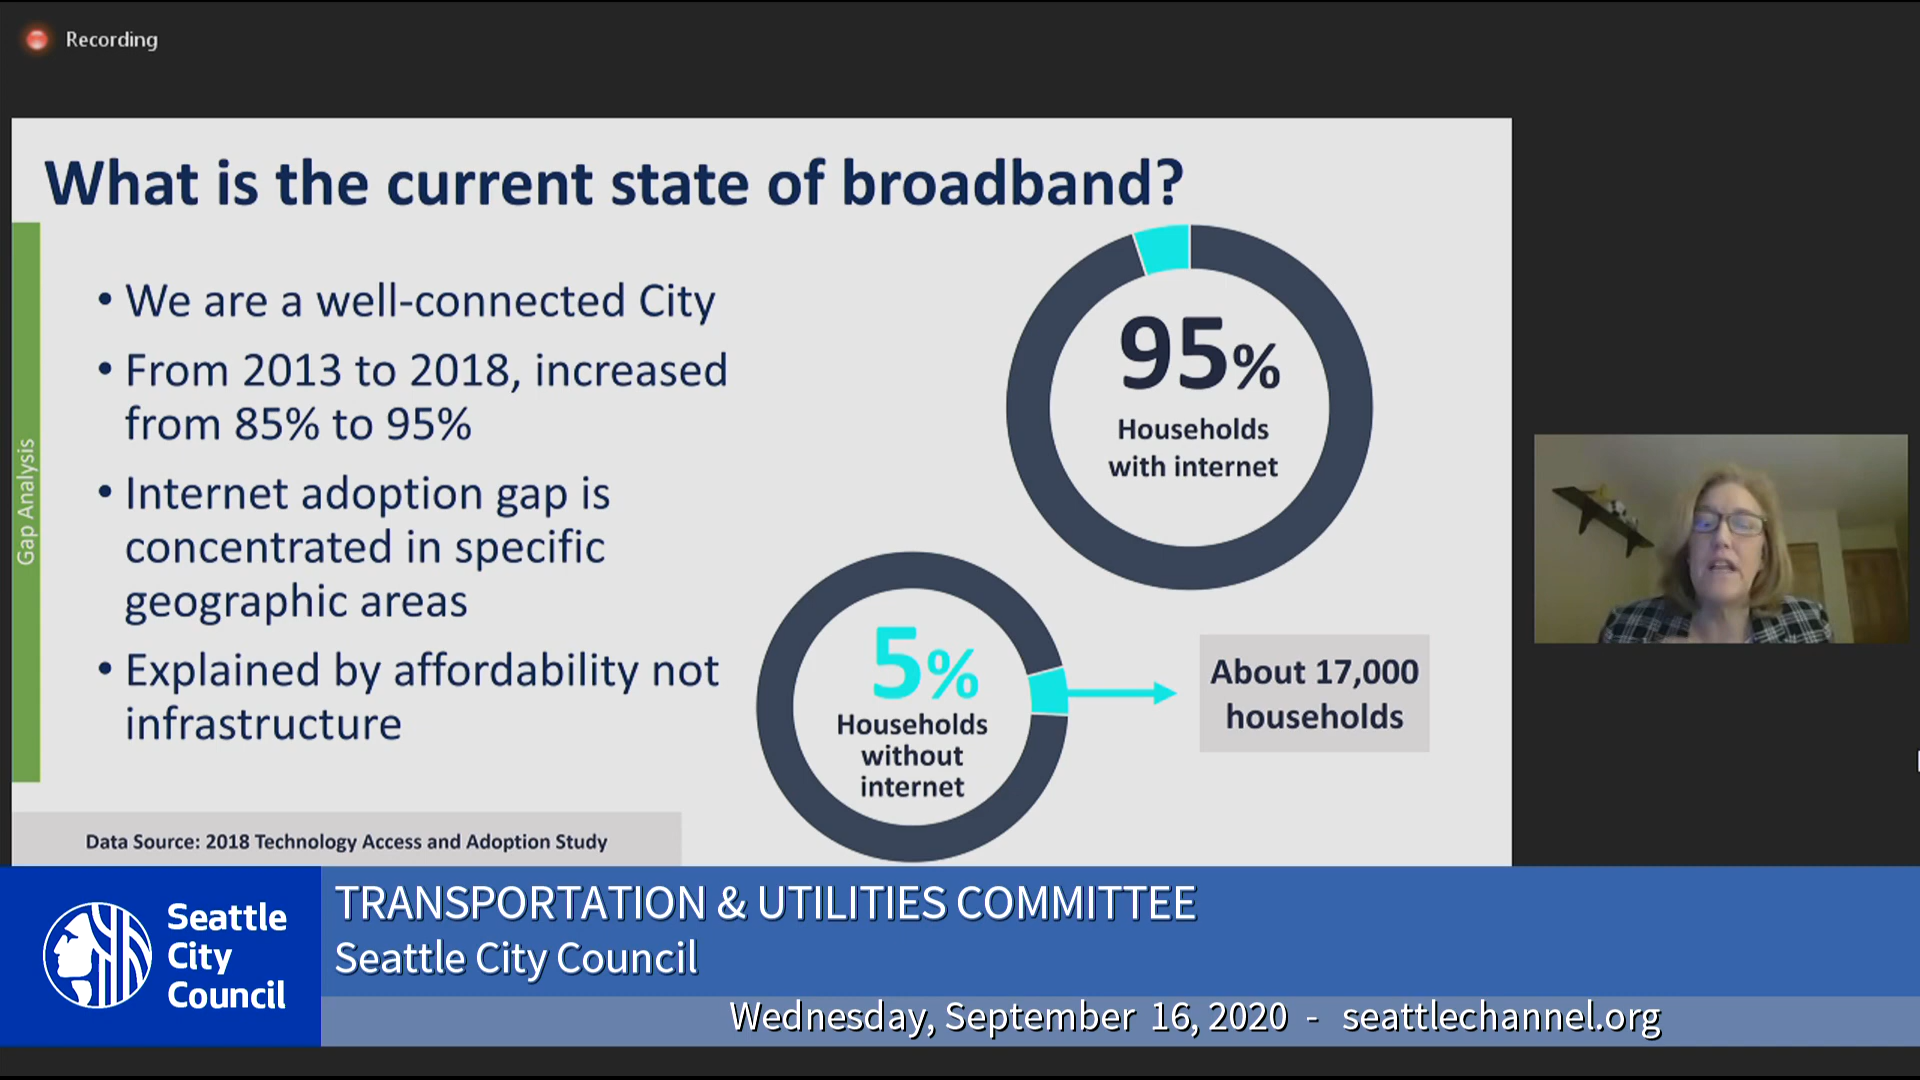 Recording
What is the current state of broadband?
Gap Analysis
• We are a well-connected City
• From 2013 to 2018, increased
from 85% to 95%
• Internet adoption gap is
concentrated in specific
geographic areas
• Explained by affordability not
infrastructure
95%
Households
with internet
5%
Households
without
internet
About 17,000
households
Data Source: 2018 Technology Access and Adoption Study
Seattle
City
Council
TRANSPORTATION & UTILITIES COMMITTEE
Seattle City Council
Wednesday, September 16, 2020 - seattlechannel.org